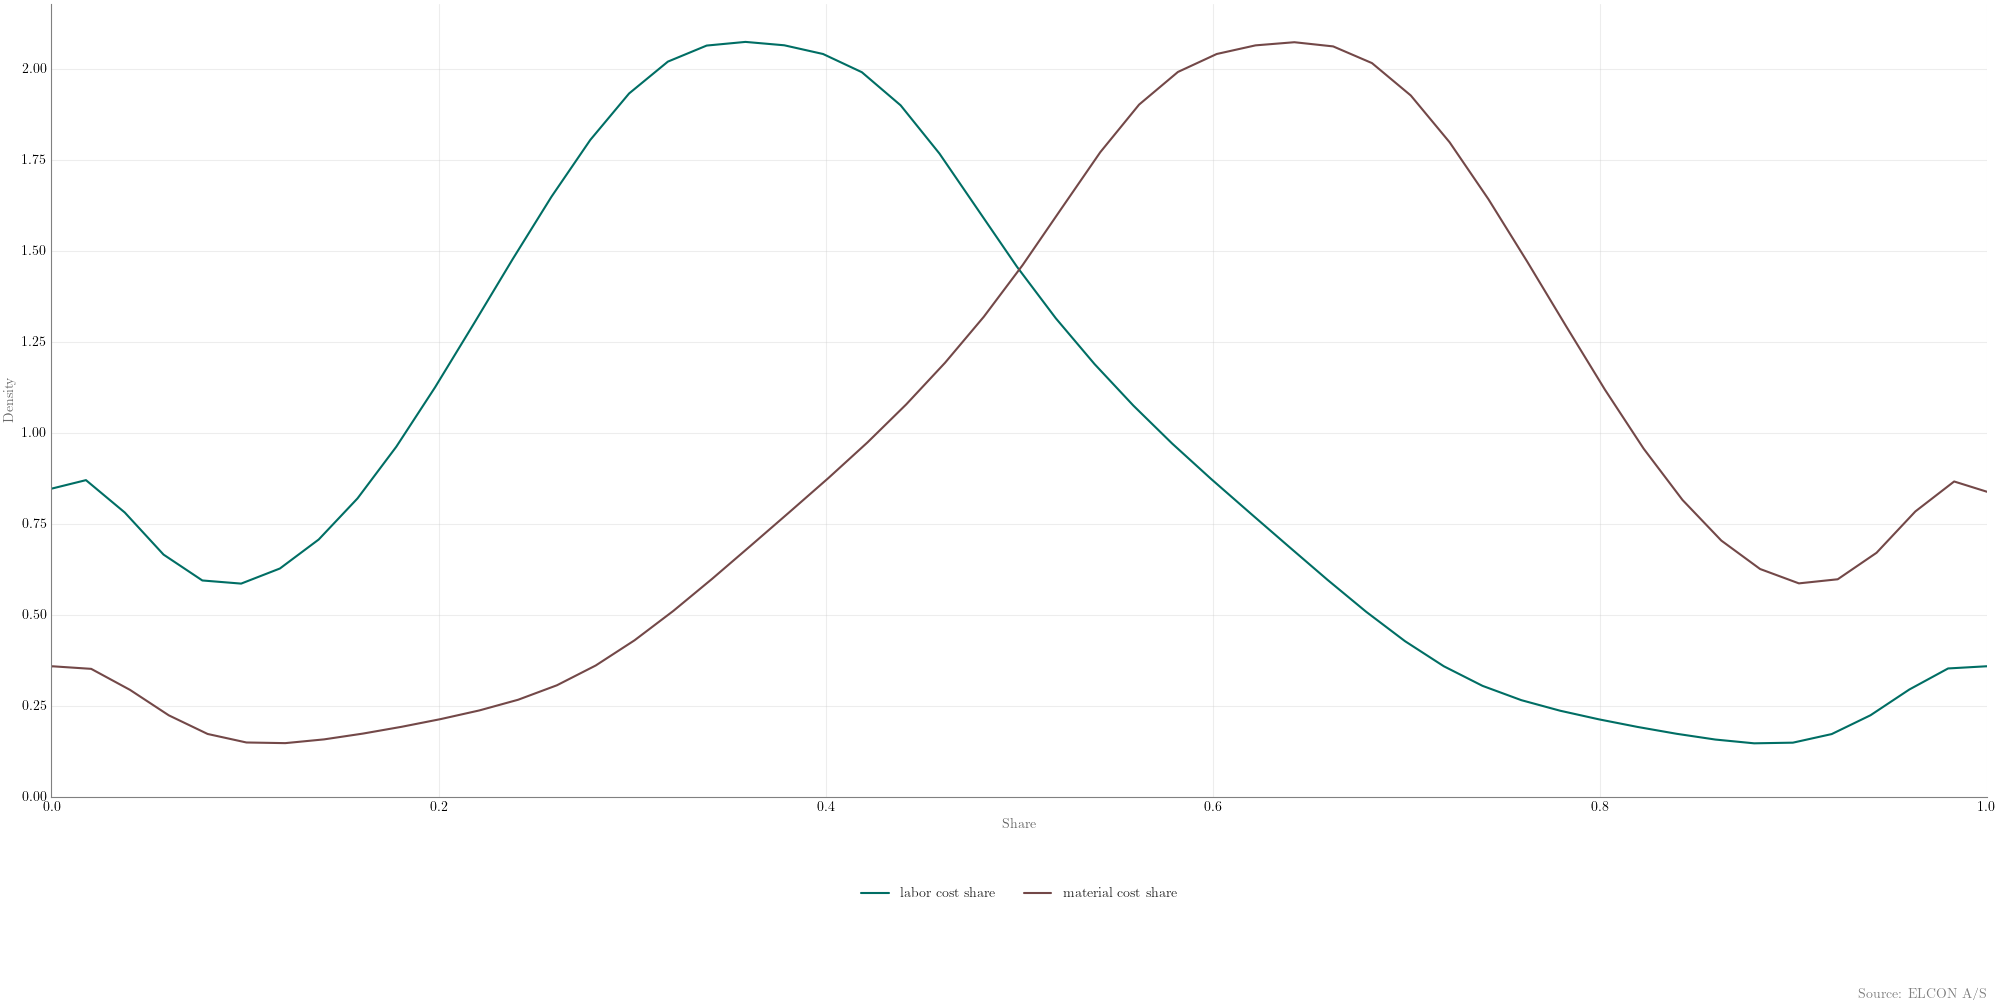 2.00
1.75
1.50
1.25
1.00
0.75
0.50
0.25
0.00
Density
0.0 0.2 0.4 0.6 0.8 1.0
Share
labor cost share material cost share
Source: ELCON A/S